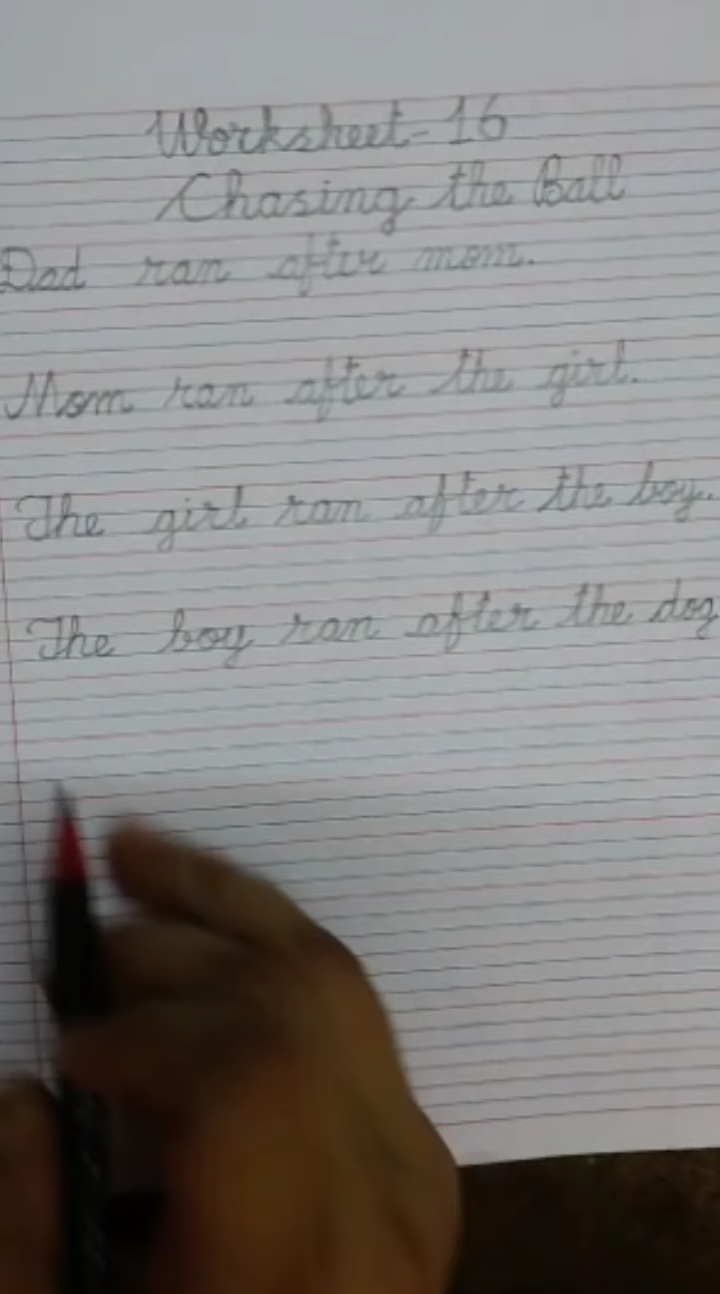 Worksheet-16
Chasing the Ball
Dad ran after mom.
Mom ran after the girl.
The girl ran after the boy.
The boy ran after the dog